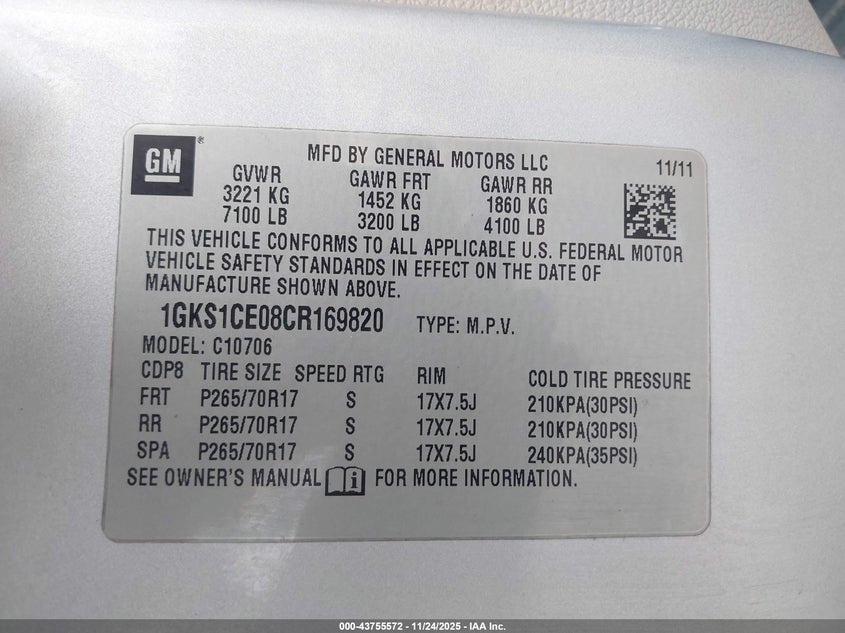 GM ®
MFD BY GENERAL MOTORS LLC 11/11
GVWR GAWR FRT GAWR RR
3221 KG 1452 KG 1860 KG
7100 LB 3200 LB 4100 LB
THIS VEHICLE CONFORMS TO ALL APPLICABLE U.S. FEDERAL MOTOR
VEHICLE SAFETY STANDARDS IN EFFECT ON THE DATE OF
MANUFACTURE SHOWN ABOVE.
1GKS1CE08CR169820 TYPE: M.P.V.
MODEL: C10706
CDP8 TIRE SIZE SPEED RTG RIM COLD TIRE PRESSURE
FRT P265/70R17 S 17X7.5J 210KPA(30PSI)
RR P265/70R17 S 17X7.5J 210KPA(30PSI)
SPA P265/70R17 S 17X7.5J 240KPA(35PSI)
SEE OWNER'S MANUAL i FOR MORE INFORMATION.
000-43755572 - 11/24/2025 - IAA Inc.